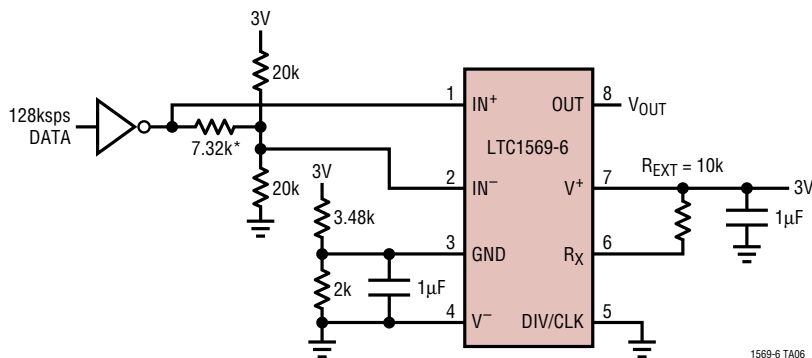 3V
20k
128ksps
DATA
7.32k*
20k
3V
3.48k
2k
1µF
1
IN+
2
IN–
3
GND
4
V–
LTC1569-6
OUT
8
VOUT
V+
7
REXT = 10k
3V
1µF
RX
6
DIV/CLK
5
1569-6 TA06